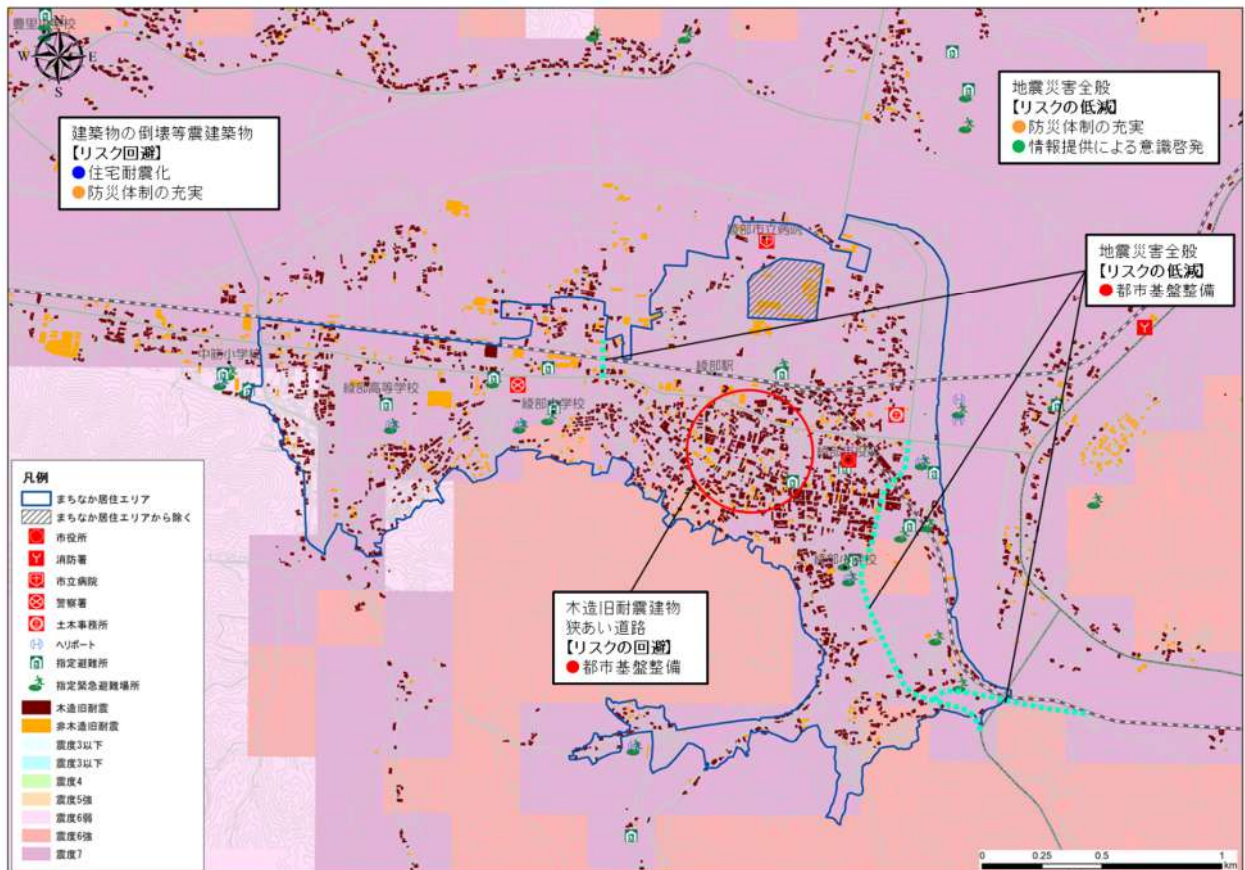 豊里小学校
N
W
E
S
地震災害全般
【リスクの低減】
●防災体制の充実
●情報提供による意識啓発
建築物の倒壊等震建築物
【リスク回避】
●住宅耐震化
●防災体制の充実
綾部市立病院
地震災害全般
【リスクの低減】
●都市基盤整備
中筋小学校
綾部駅
綾部高等学校
綾部中学校
綾部市役所
綾部小学校
木造旧耐震建物
狭あい道路
【リスクの回避】
●都市基盤整備
凡例
まちなか居住エリア
まちなか居住エリアから除く
市役所
消防署
市立病院
警察署
土木事務所
ヘリポート
指定避難所
指定緊急避難場所
木造旧耐震
非木造旧耐震
震度3以下
震度3以下
震度4
震度5強
震度6弱
震度6強
震度7
0 0.25 0.5 1
km